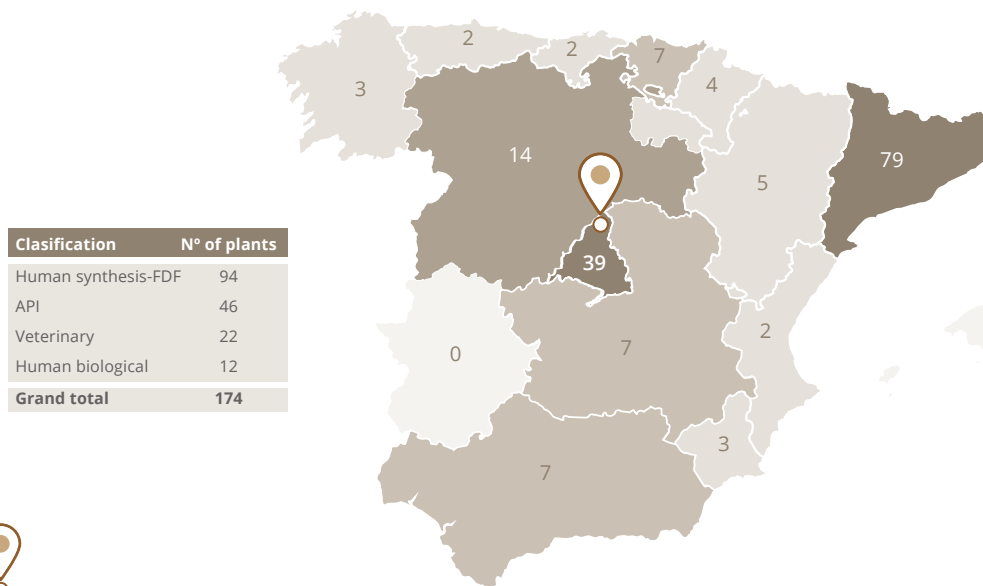 2
2
7
3
4
14
79
5
Clasification Nº of plants
39
Human synthesis-FDF 94
API 46
Veterinary 22
2
7
0
Human biological 12
Grand total 174
3
7